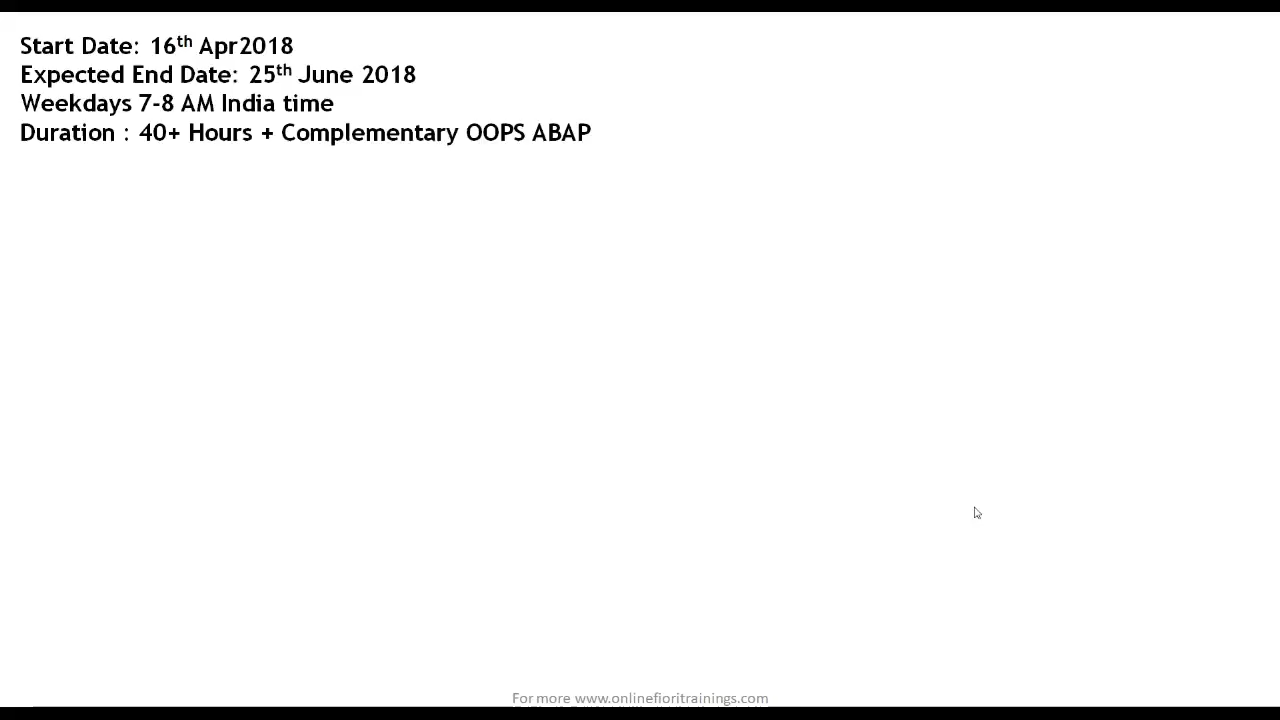 Start Date: 16th Apr2018
Expected End Date: 25th June 2018
Weekdays 7-8 AM India time
Duration : 40+ Hours + Complementary OOPS ABAP
For more www.onlinefioritrainings.com